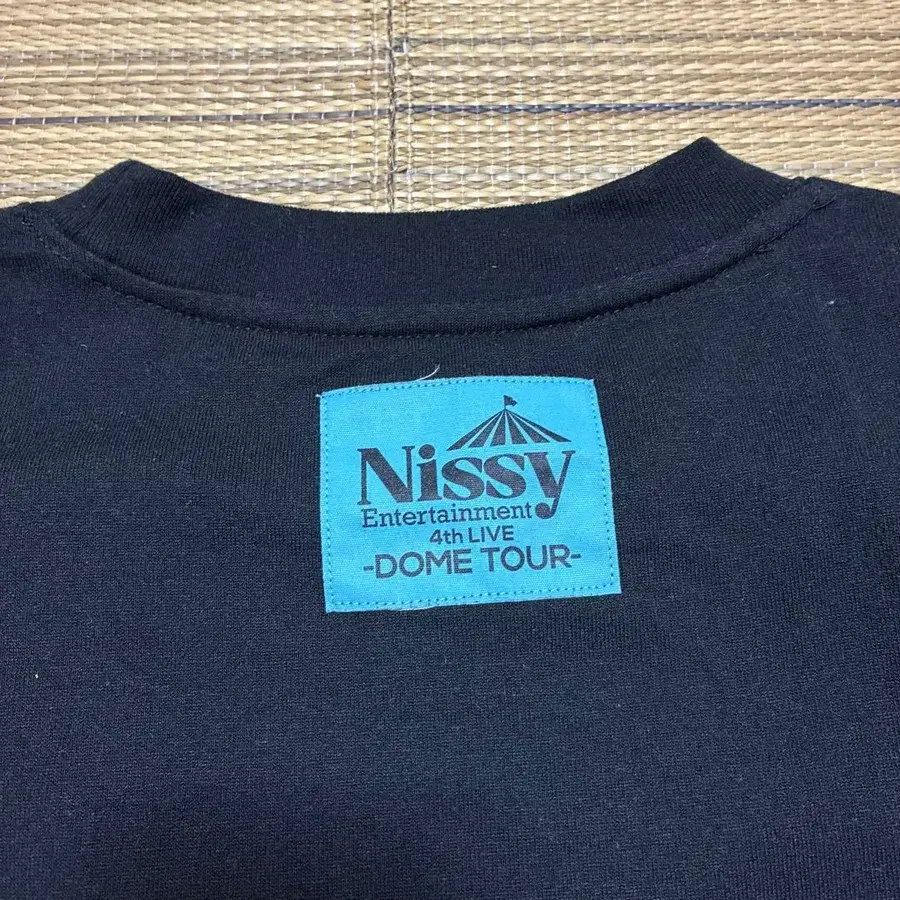 Nissy
Entertainment
4th LIVE
-DOME TOUR-